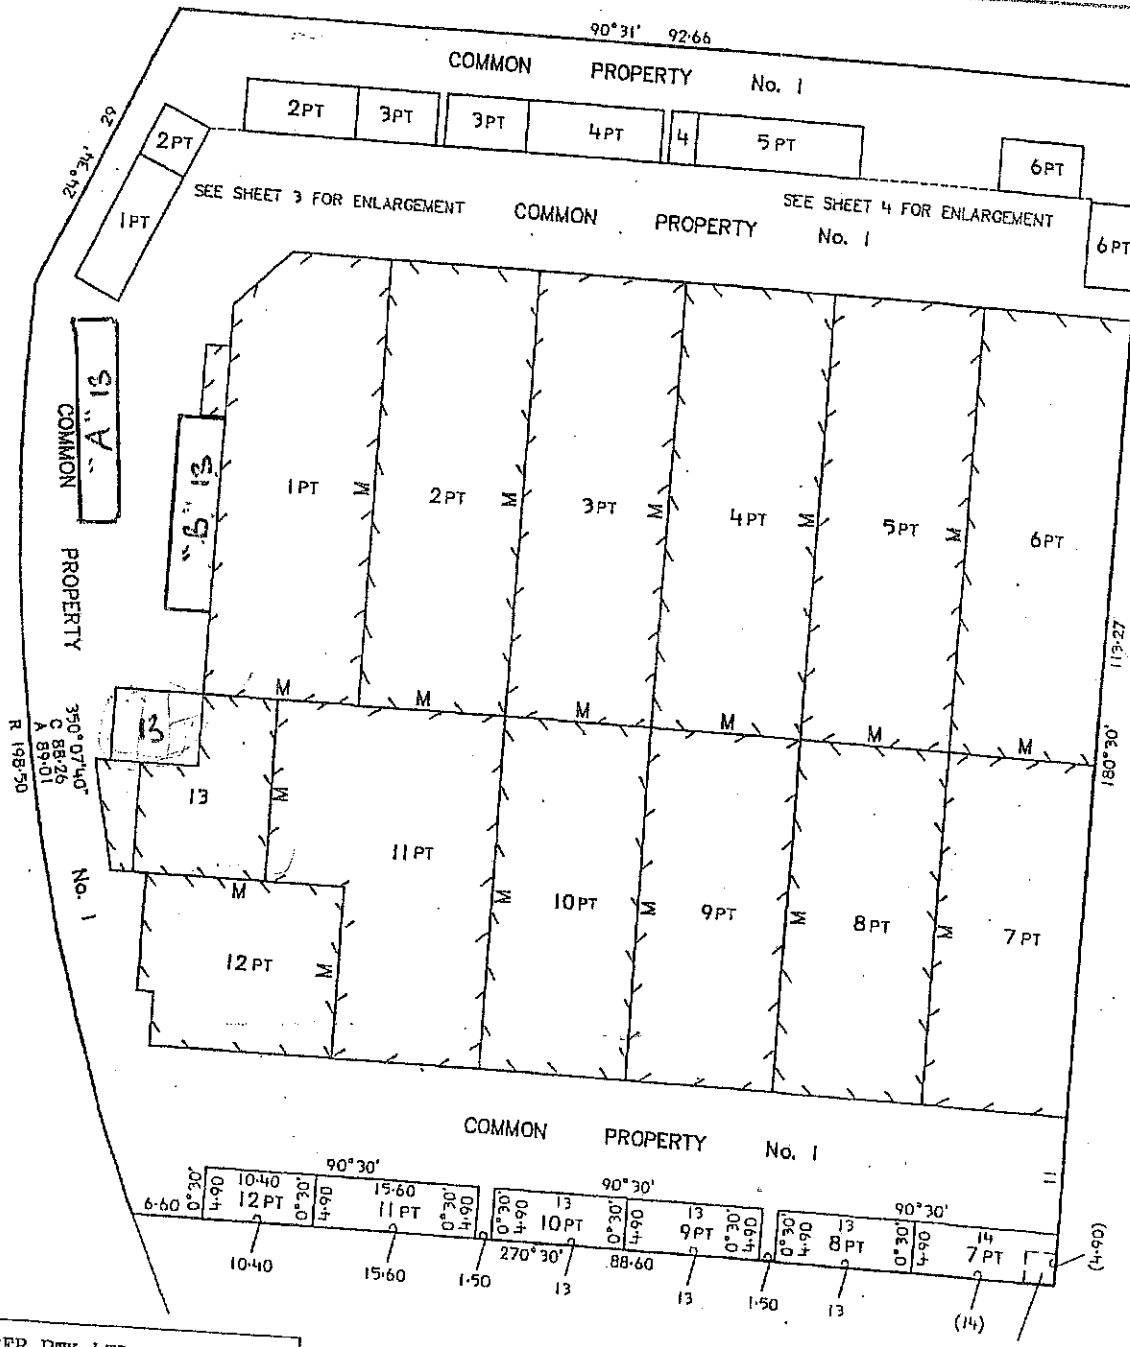 90°31' 92·66
COMMON PROPERTY No. 1
2PT 3PT 3PT 4PT 4 5PT
6PT
2PT
24°34' 29
1PT
SEE SHEET 3 FOR ENLARGEMENT
SEE SHEET 4 FOR ENLARGEMENT
COMMON PROPERTY No. 1
6PT
"A" 13
COMMON PROPERTY No. 1
"B" 13
1PT M 2PT M 3PT M 4PT M 5PT M 6PT
113·27
180°30'
M M M M M M
350°07'40"
C 88·26
A 89·01
R 198·50
13
13
M
11PT
M
10PT M 9PT M 8PT M 7PT
M
12PT
M
COMMON PROPERTY No. 1
11
90°30' 90°30' 90°30'
6·60 0°30' 4·90 10·40 0°30' 4·90 15·60 0°30' 4·90 0°30' 4·90 13 0°30' 4·90 13 0°30' 4·90 0°30' 4·90 13 0°30' 4·90 14
12PT 11PT 10PT 9PT 8PT 7PT
270°30' 88·60
(4·90)
10·40 15·60 1·50 13 13 1·50 13 (14)